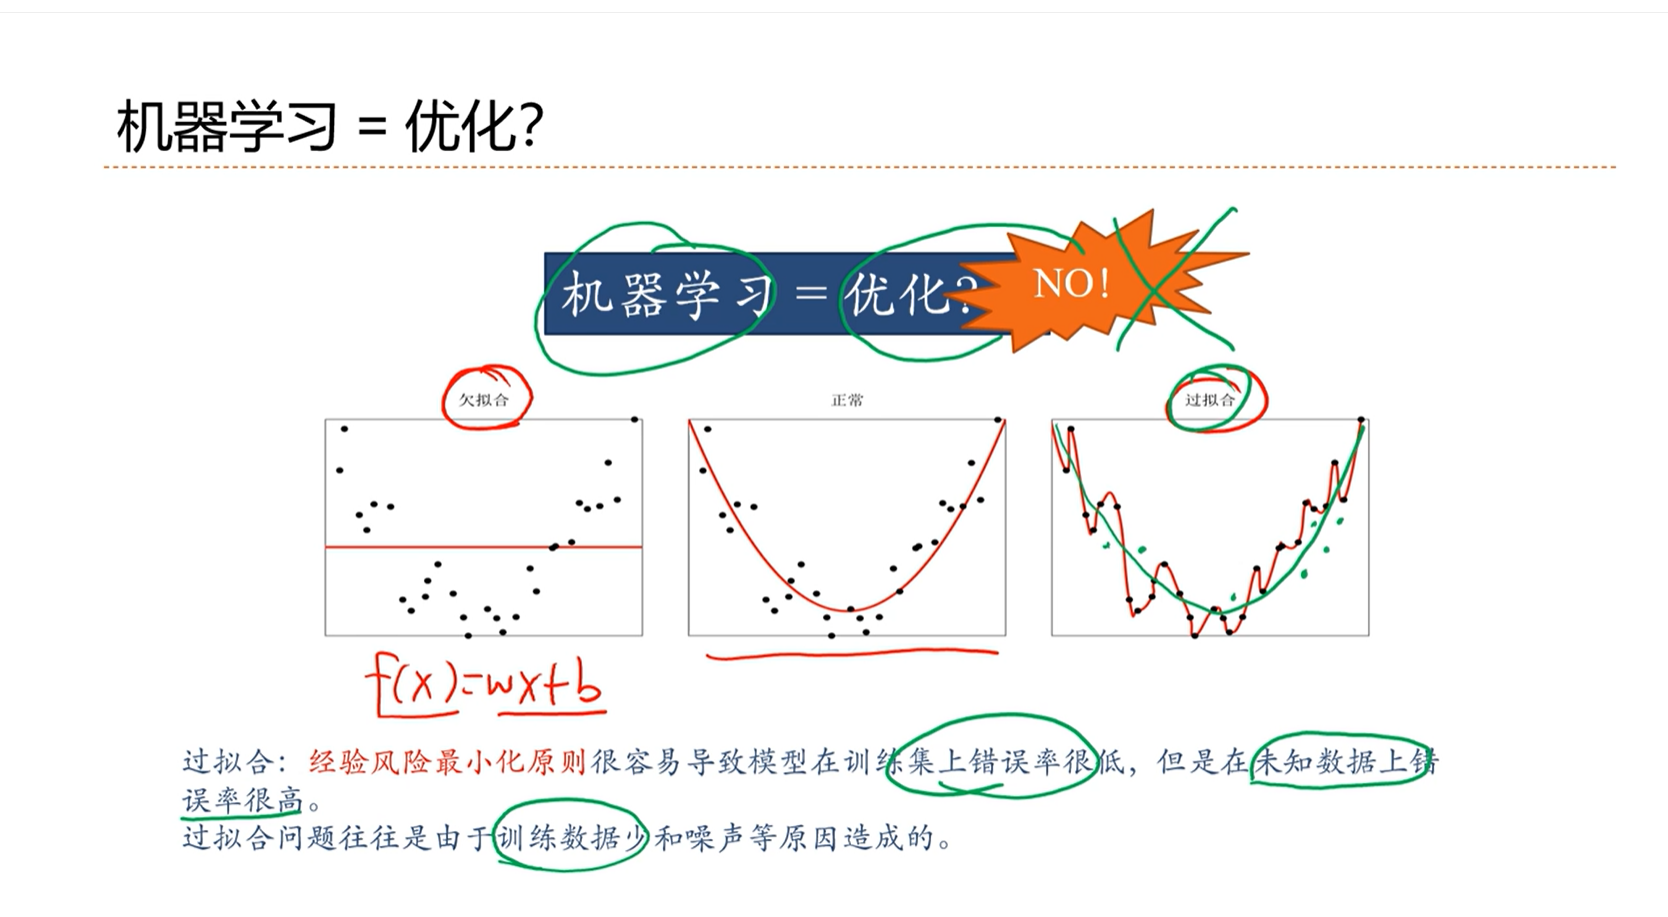 机器学习 = 优化?
机器学习 = 优化?
NO!
欠拟合
正常
过拟合
f(x)=wx+b
过拟合：经验风险最小化原则很容易导致模型在训练集上错误率很低，但是在未知数据上错
误率很高。
过拟合问题往往是由于训练数据少和噪声等原因造成的。